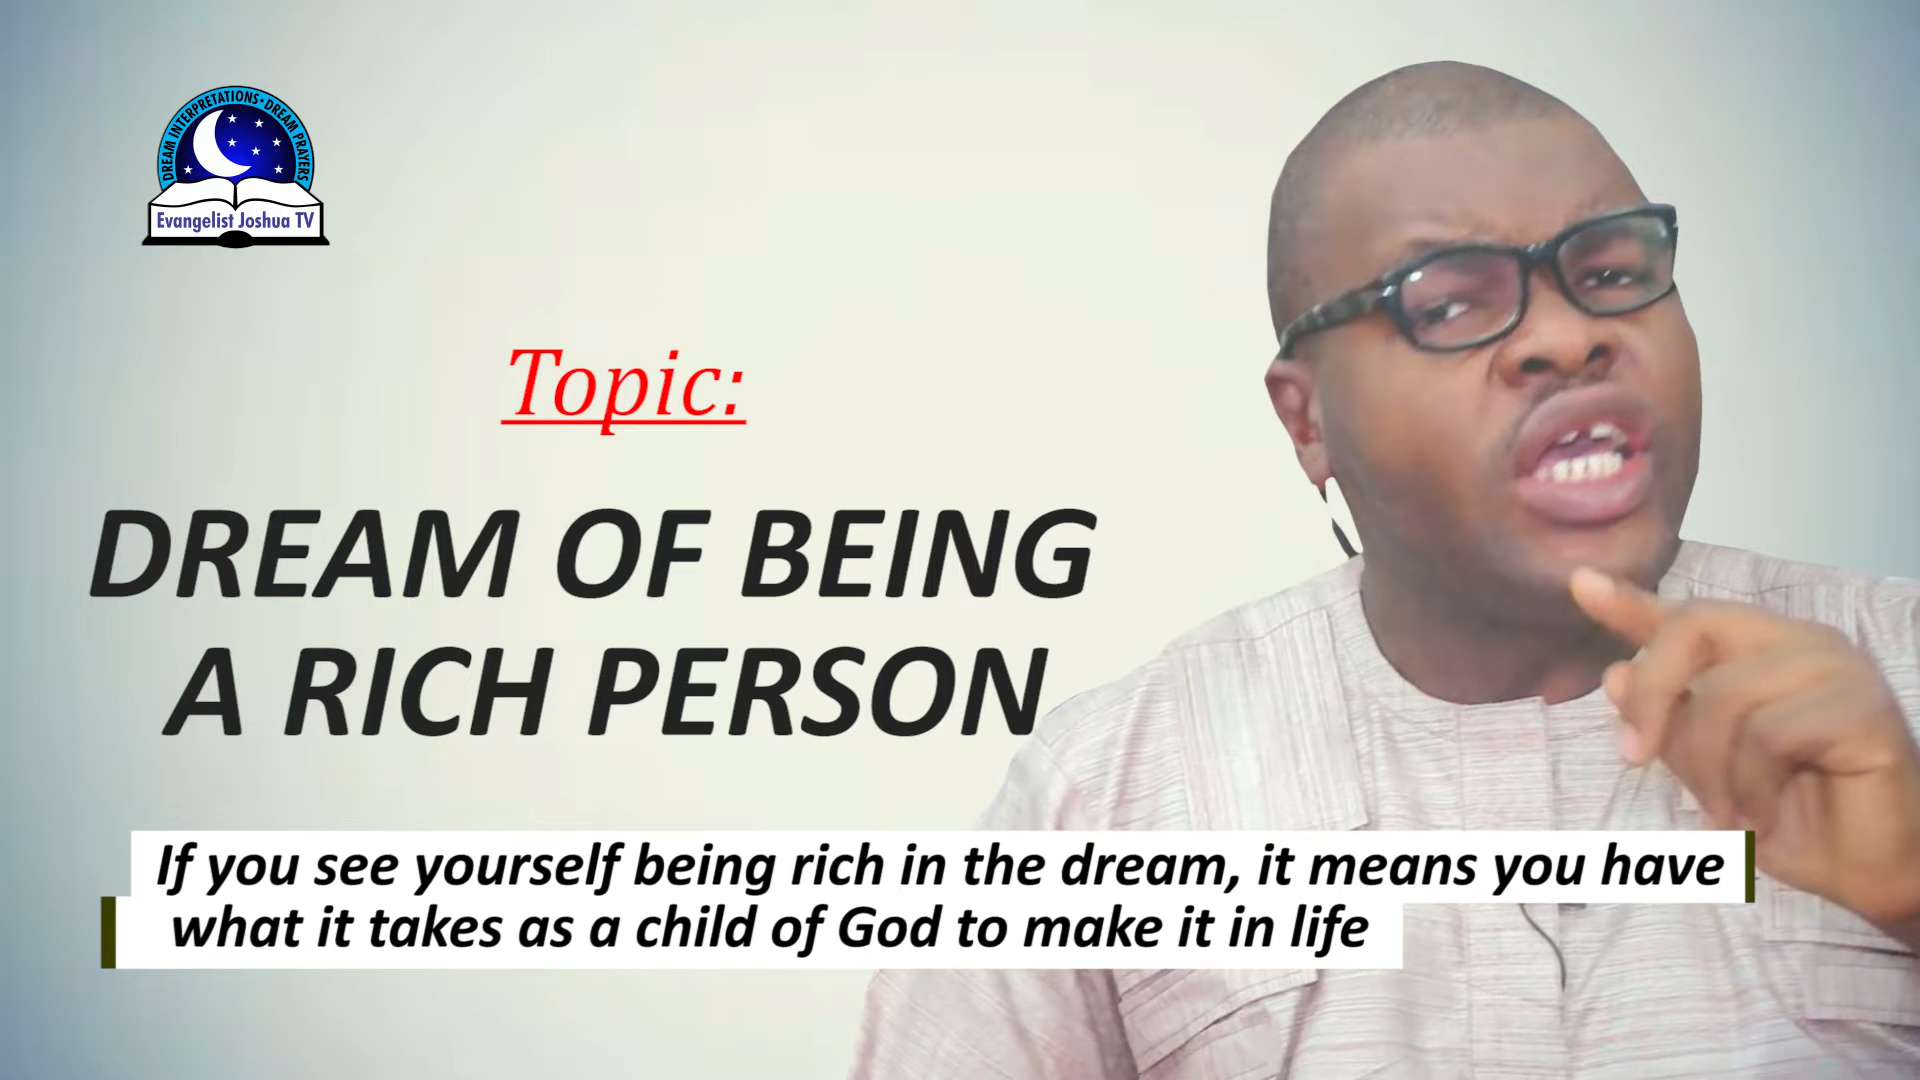 DREAM INTERPRETATIONS • DREAM PRAYERS
Evangelist Joshua TV
Topic:
DREAM OF BEING
A RICH PERSON
If you see yourself being rich in the dream, it means you have
what it takes as a child of God to make it in life